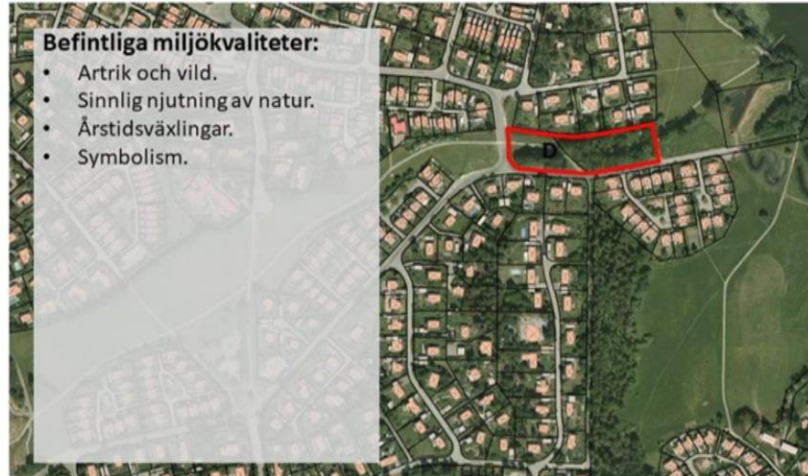 Befintliga miljökvaliteter:
• Artrik och vild.
• Sinnlig njutning av natur.
• Årstidsväxlingar.
• Symbolism.
D